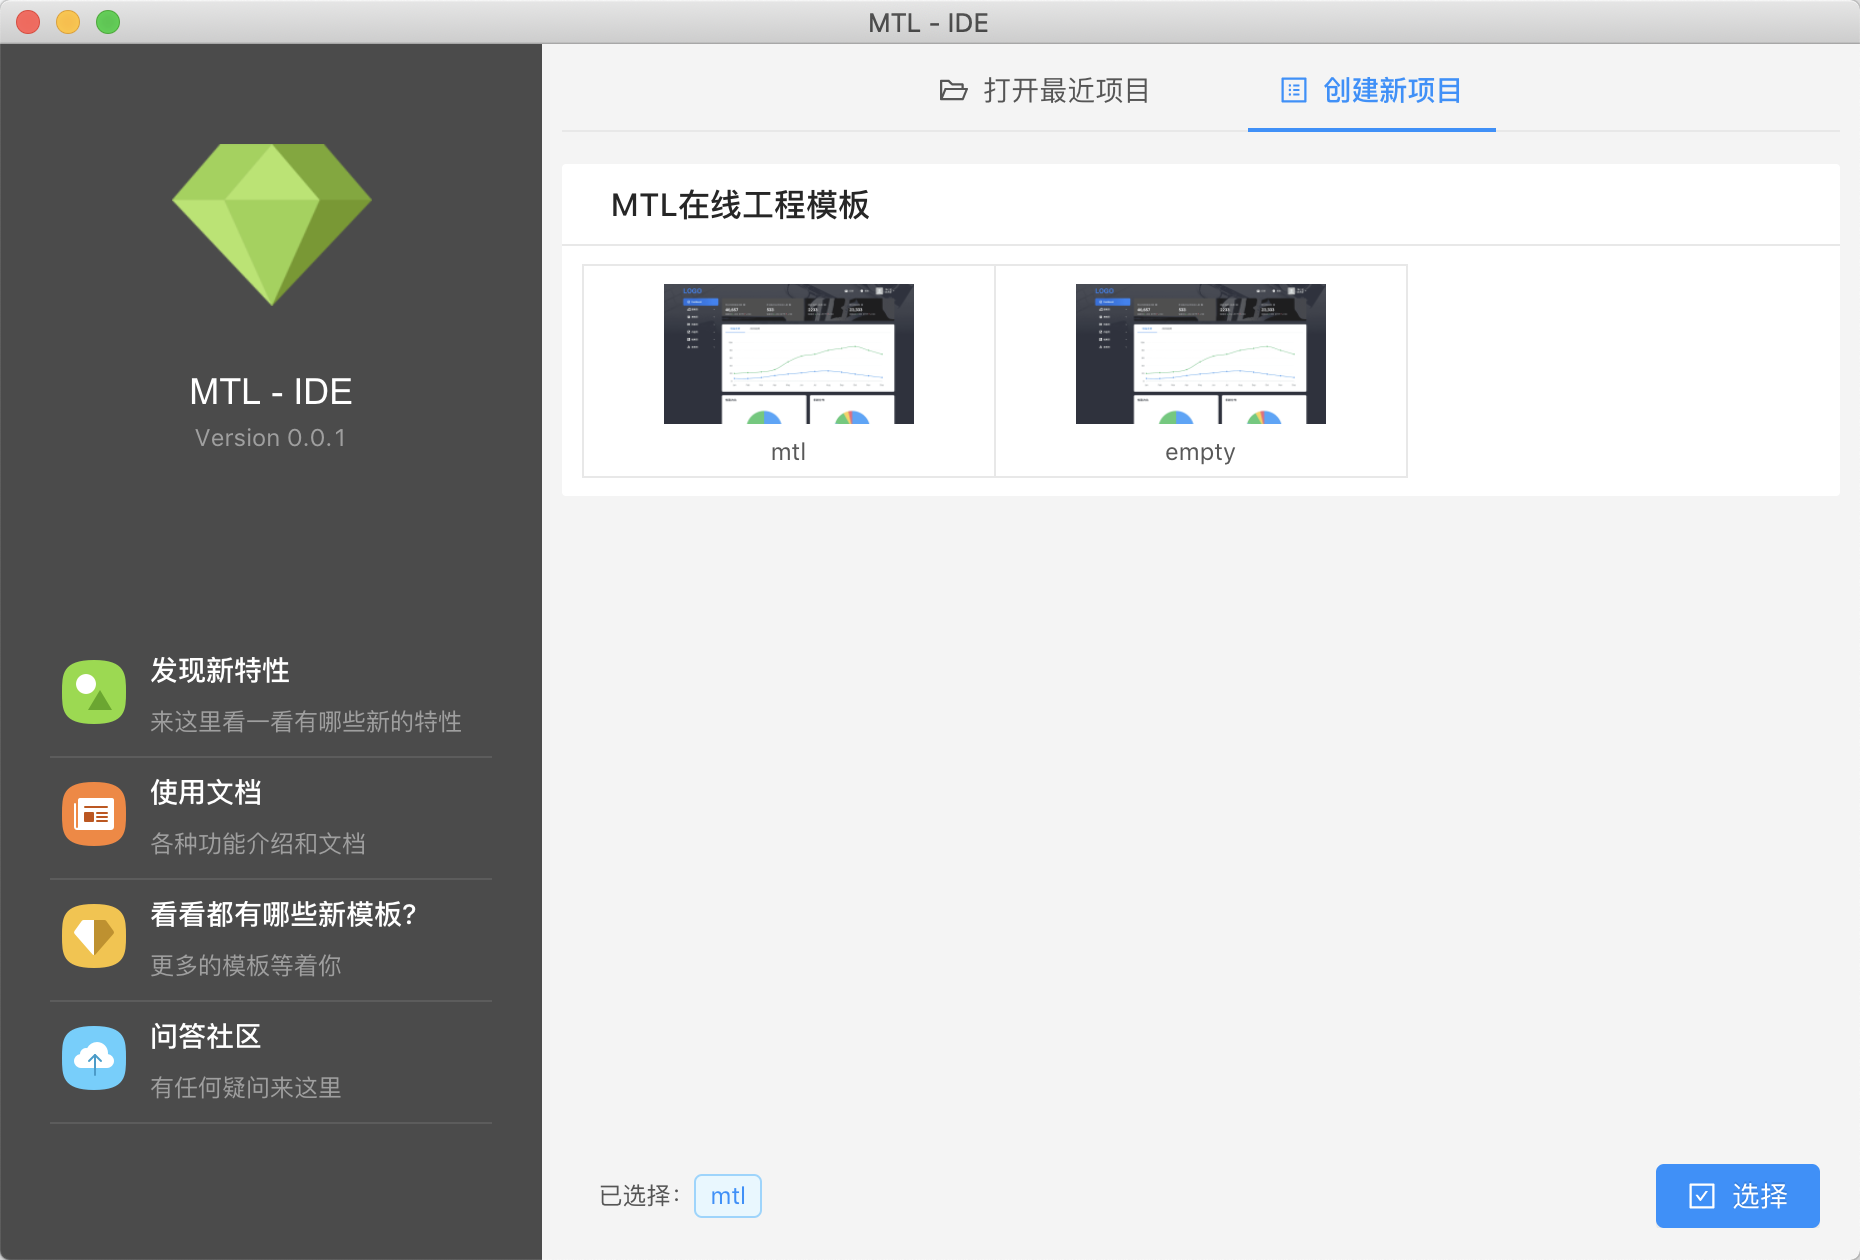 MTL - IDE
MTL - IDE
Version 0.0.1
发现新特性
来这里看一看有哪些新的特性
使用文档
各种功能介绍和文档
看看都有哪些新模板?
更多的模板等着你
问答社区
有任何疑问来这里
打开最近项目
创建新项目
MTL在线工程模板
LOGO
mtl
LOGO
empty
已选择：
mtl
选择